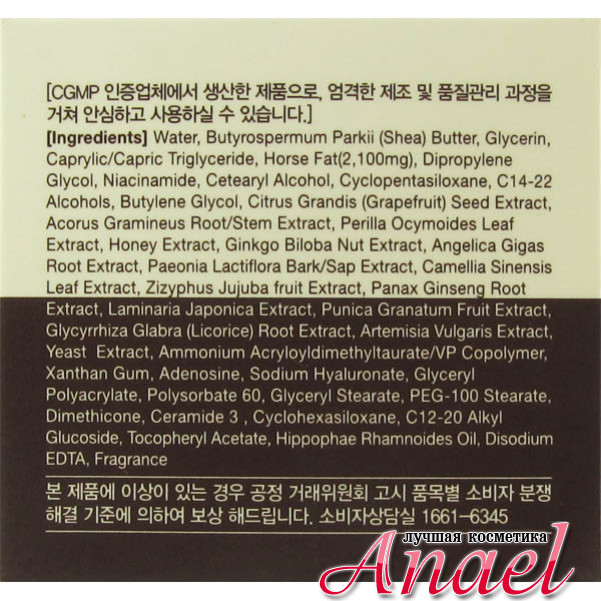 [CGMP 인증업체에서 생산한 제품으로, 엄격한 제조 및 품질관리 과정을
거쳐 안심하고 사용하실 수 있습니다.]
[Ingredients] Water, Butyrospermum Parkii (Shea) Butter, Glycerin,
Caprylic/Capric Triglyceride, Horse Fat(2,100mg), Dipropylene
Glycol, Niacinamide, Cetearyl Alcohol, Cyclopentasiloxane, C14-22
Alcohols, Butylene Glycol, Citrus Grandis (Grapefruit) Seed Extract,
Acorus Gramineus Root/Stem Extract, Perilla Ocymoides Leaf
Extract, Honey Extract, Ginkgo Biloba Nut Extract, Angelica Gigas
Root Extract, Paeonia Lactiflora Bark/Sap Extract, Camellia Sinensis
Leaf Extract, Zizyphus Jujuba fruit Extract, Panax Ginseng Root
Extract, Laminaria Japonica Extract, Punica Granatum Fruit Extract,
Glycyrrhiza Glabra (Licorice) Root Extract, Artemisia Vulgaris Extract,
Yeast Extract, Ammonium Acryloyldimethyltaurate/VP Copolymer,
Xanthan Gum, Adenosine, Sodium Hyaluronate, Glyceryl
Polyacrylate, Polysorbate 60, Glyceryl Stearate, PEG-100 Stearate,
Dimethicone, Ceramide 3 , Cyclohexasiloxane, C12-20 Alkyl
Glucoside, Tocopheryl Acetate, Hippophae Rhamnoides Oil, Disodium
EDTA, Fragrance
본 제품에 이상이 있는 경우 공정 거래위원회 고시 품목별 소비자 분쟁
해결 기준에 의하여 보상 해드립니다. 소비자상담실 1661-6345
лучшая косметика
Anael